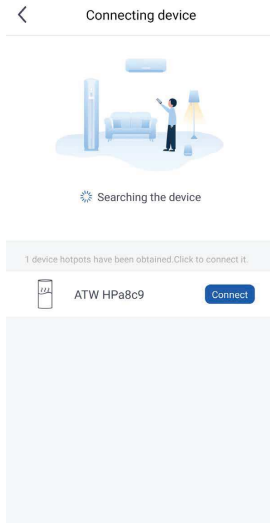 Connecting device
Searching the device
1 device hotpots have been obtained.Click to connect it.
ATW HPa8c9
Connect